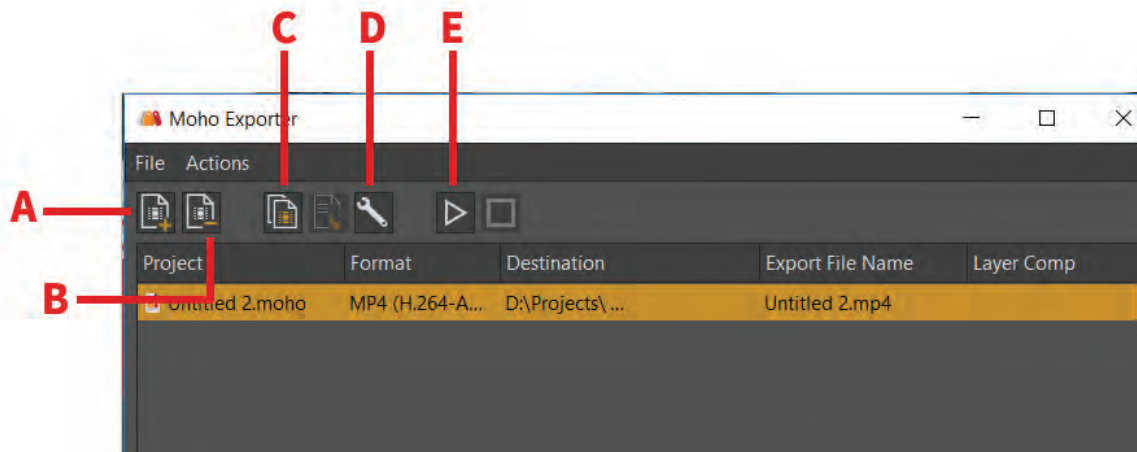 C D E
Moho Exporter
File Actions
A
Project Format Destination Export File Name Layer Comp
B
Untitled 2.moho MP4 (H.264-A... D:\Projects\ ... Untitled 2.mp4